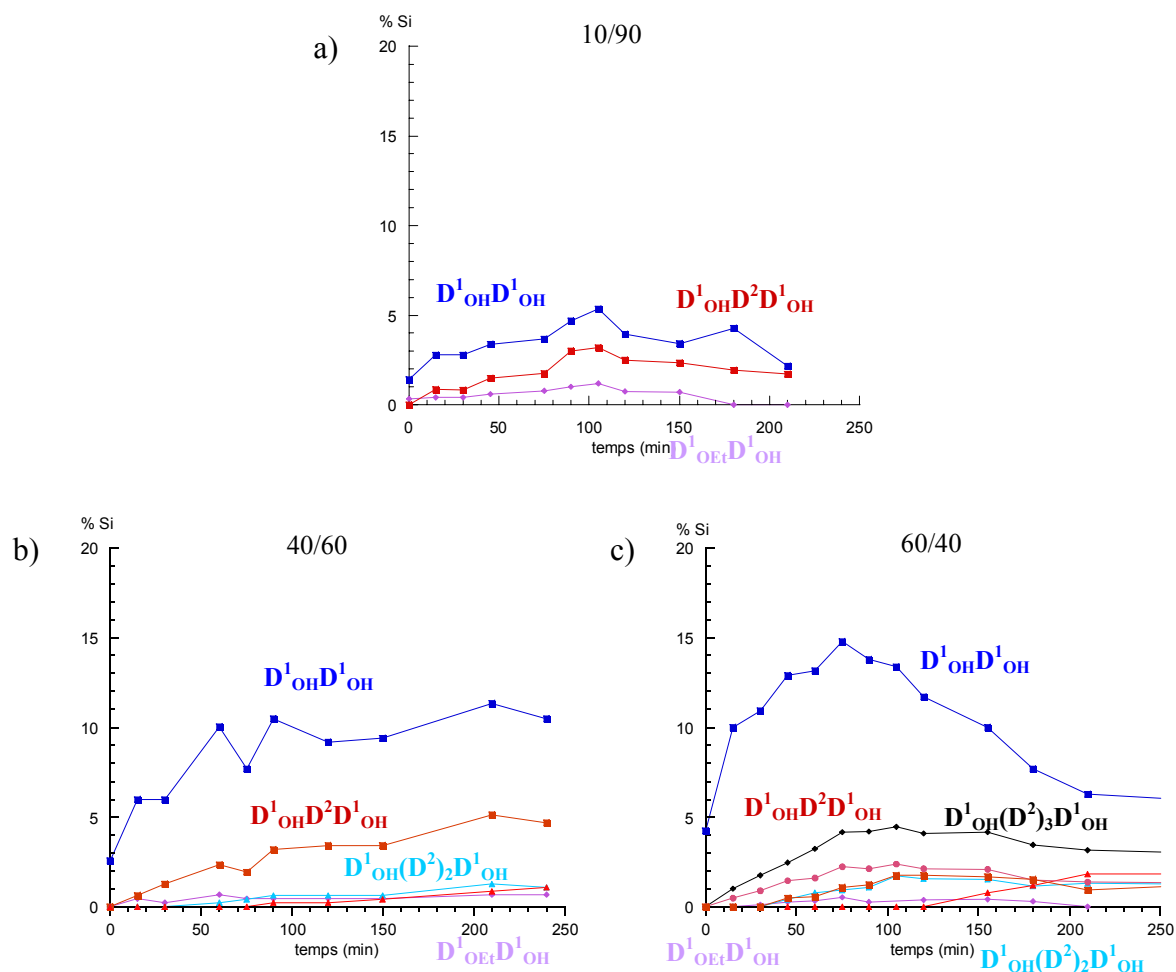 a)
% Si
10/90
20
15
10
5
0
D¹OHD¹OH
D¹OHD²D¹OH
0 50 100 150 200 250
temps (min)
D¹OEtD¹OH
b)
% Si
40/60
20
15
10
5
0
D¹OHD¹OH
D¹OHD²D¹OH
D¹OH(D²)₂D¹OH
0 50 100 150 200 250
temps (min)
D¹OEtD¹OH
c)
% Si
60/40
20
15
10
5
0
D¹OHD¹OH
D¹OHD²D¹OH
D¹OH(D²)₃D¹OH
0 50 100 150 200 250
temps (min)
D¹OEtD¹OH
D¹OH(D²)₂D¹OH